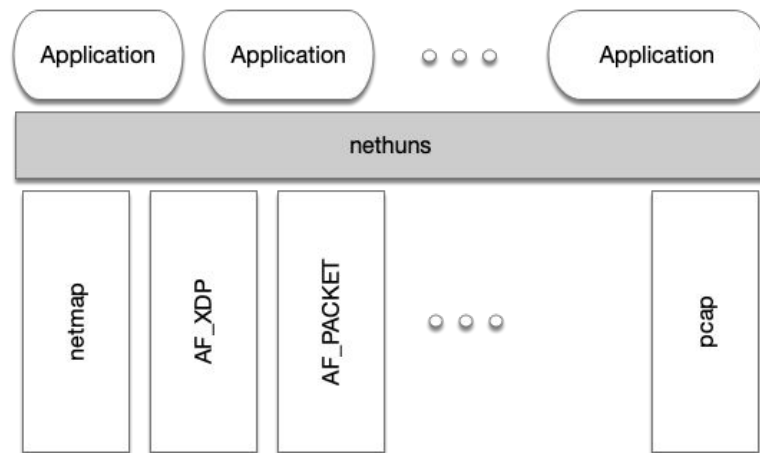 Application
Application
Application
nethuns
netmap
AF_XDP
AF_PACKET
pcap